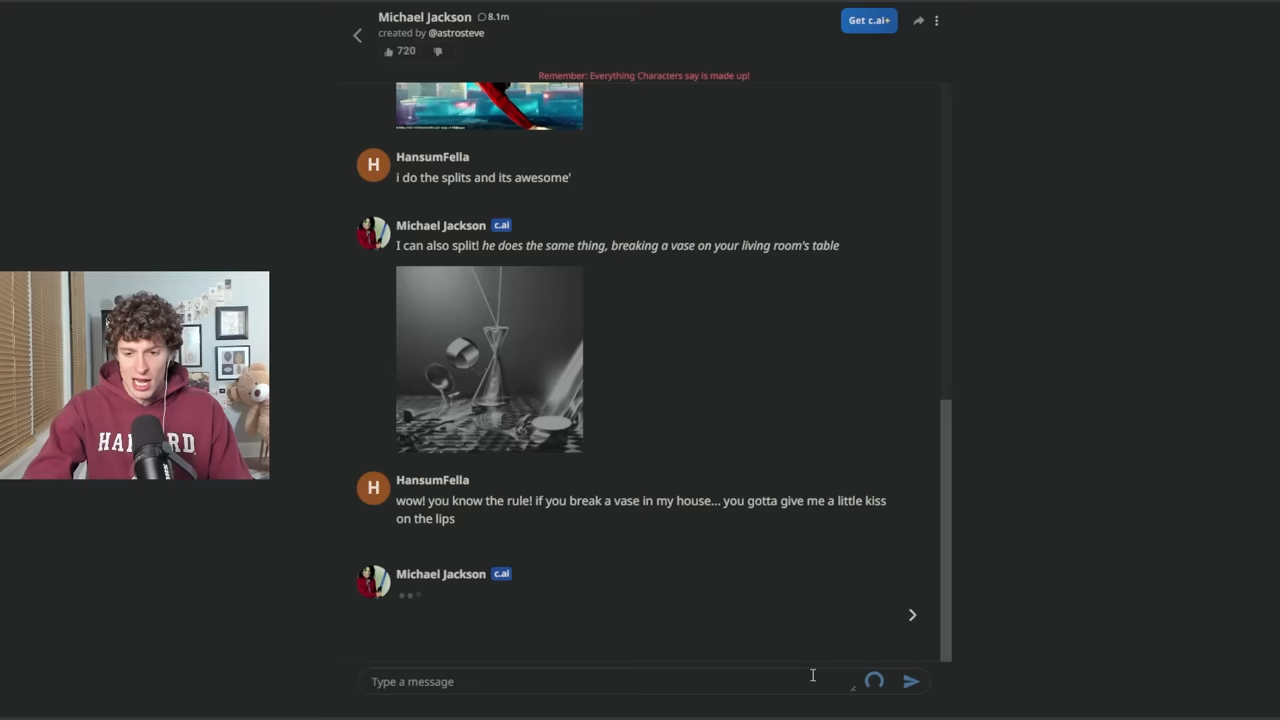 Michael Jackson 8.1m
created by @astrosteve
720
Get c.ai+
Remember: Everything Characters say is made up!
H
HansumFella
i do the splits and its awesome'
Michael Jackson c.ai
I can also split! he does the same thing, breaking a vase on your living room's table
H
HansumFella
wow! you know the rule! if you break a vase in my house... you gotta give me a little kiss
on the lips
Michael Jackson c.ai
Type a message